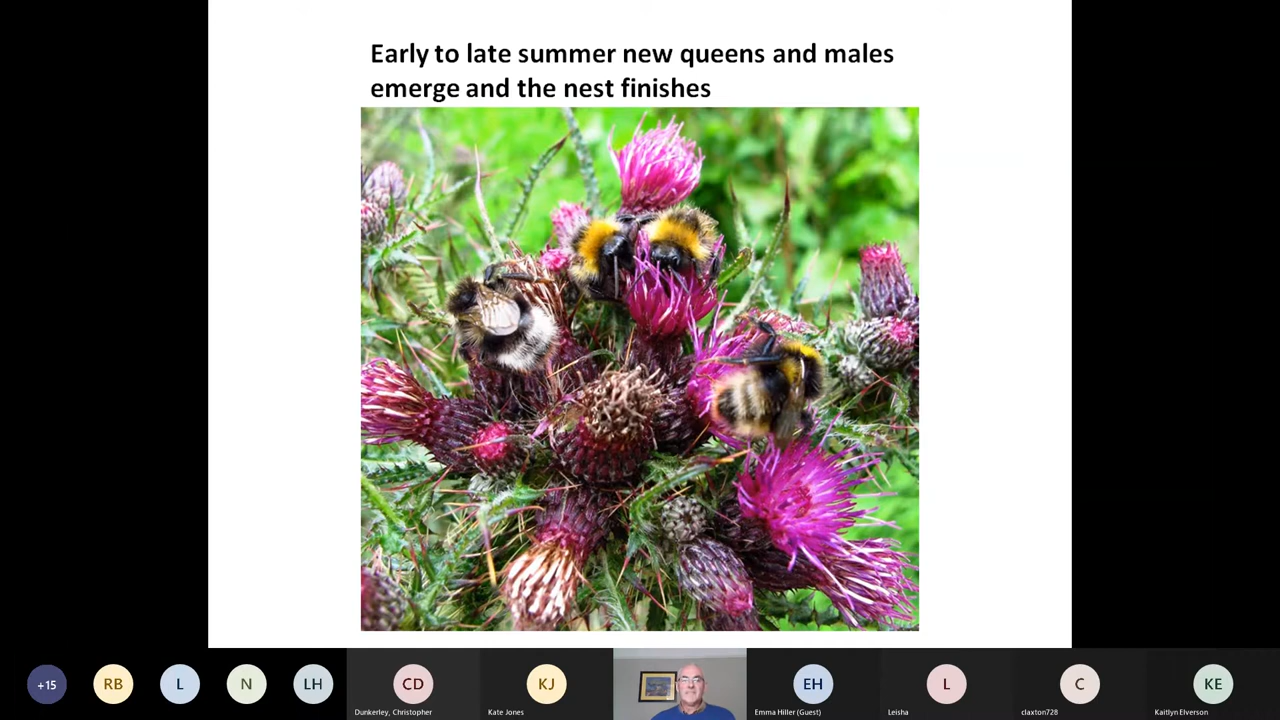 Early to late summer new queens and males
emerge and the nest finishes
+15
RB
L
N
LH
CD
KJ
EH
L
C
KE
Dunkerley, Christopher
Kate Jones
Emma Hiller (Guest)
Leisha
claxton728
Kaitlyn Elverson